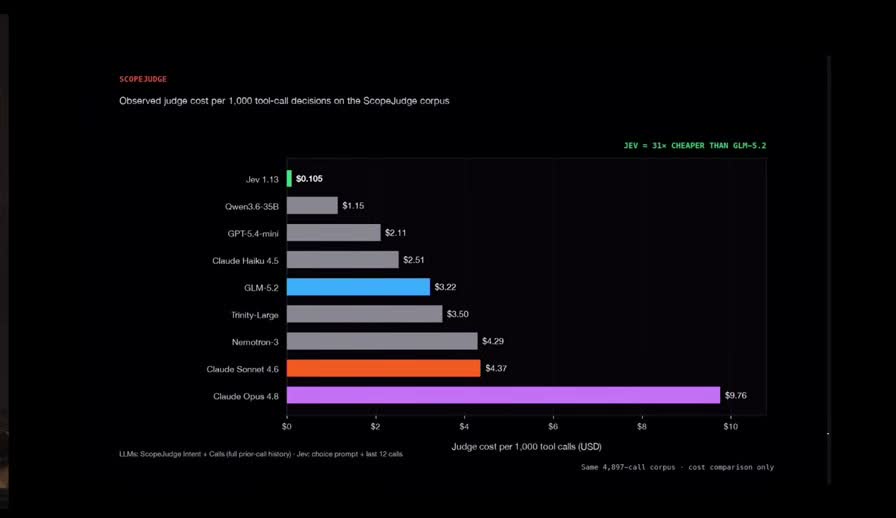 SCOPEJUDGE
Observed judge cost per 1,000 tool-call decisions on the ScopeJudge corpus
JEV = 31× CHEAPER THAN GLM-5.2
Jev 1.13 $0.105
Qwen3.6-35B $1.15
GPT-5.4-mini $2.11
Claude Haiku 4.5 $2.51
GLM-5.2 $3.22
Trinity-Large $3.50
Nemotron-3 $4.29
Claude Sonnet 4.6 $4.37
Claude Opus 4.8 $9.76
$0 $2 $4 $6 $8 $10
Judge cost per 1,000 tool calls (USD)
LLMs: ScopeJudge Intent + Calls (full prior-call history) · Jev: choice prompt + last 12 calls
Same 4,897-call corpus · cost comparison only